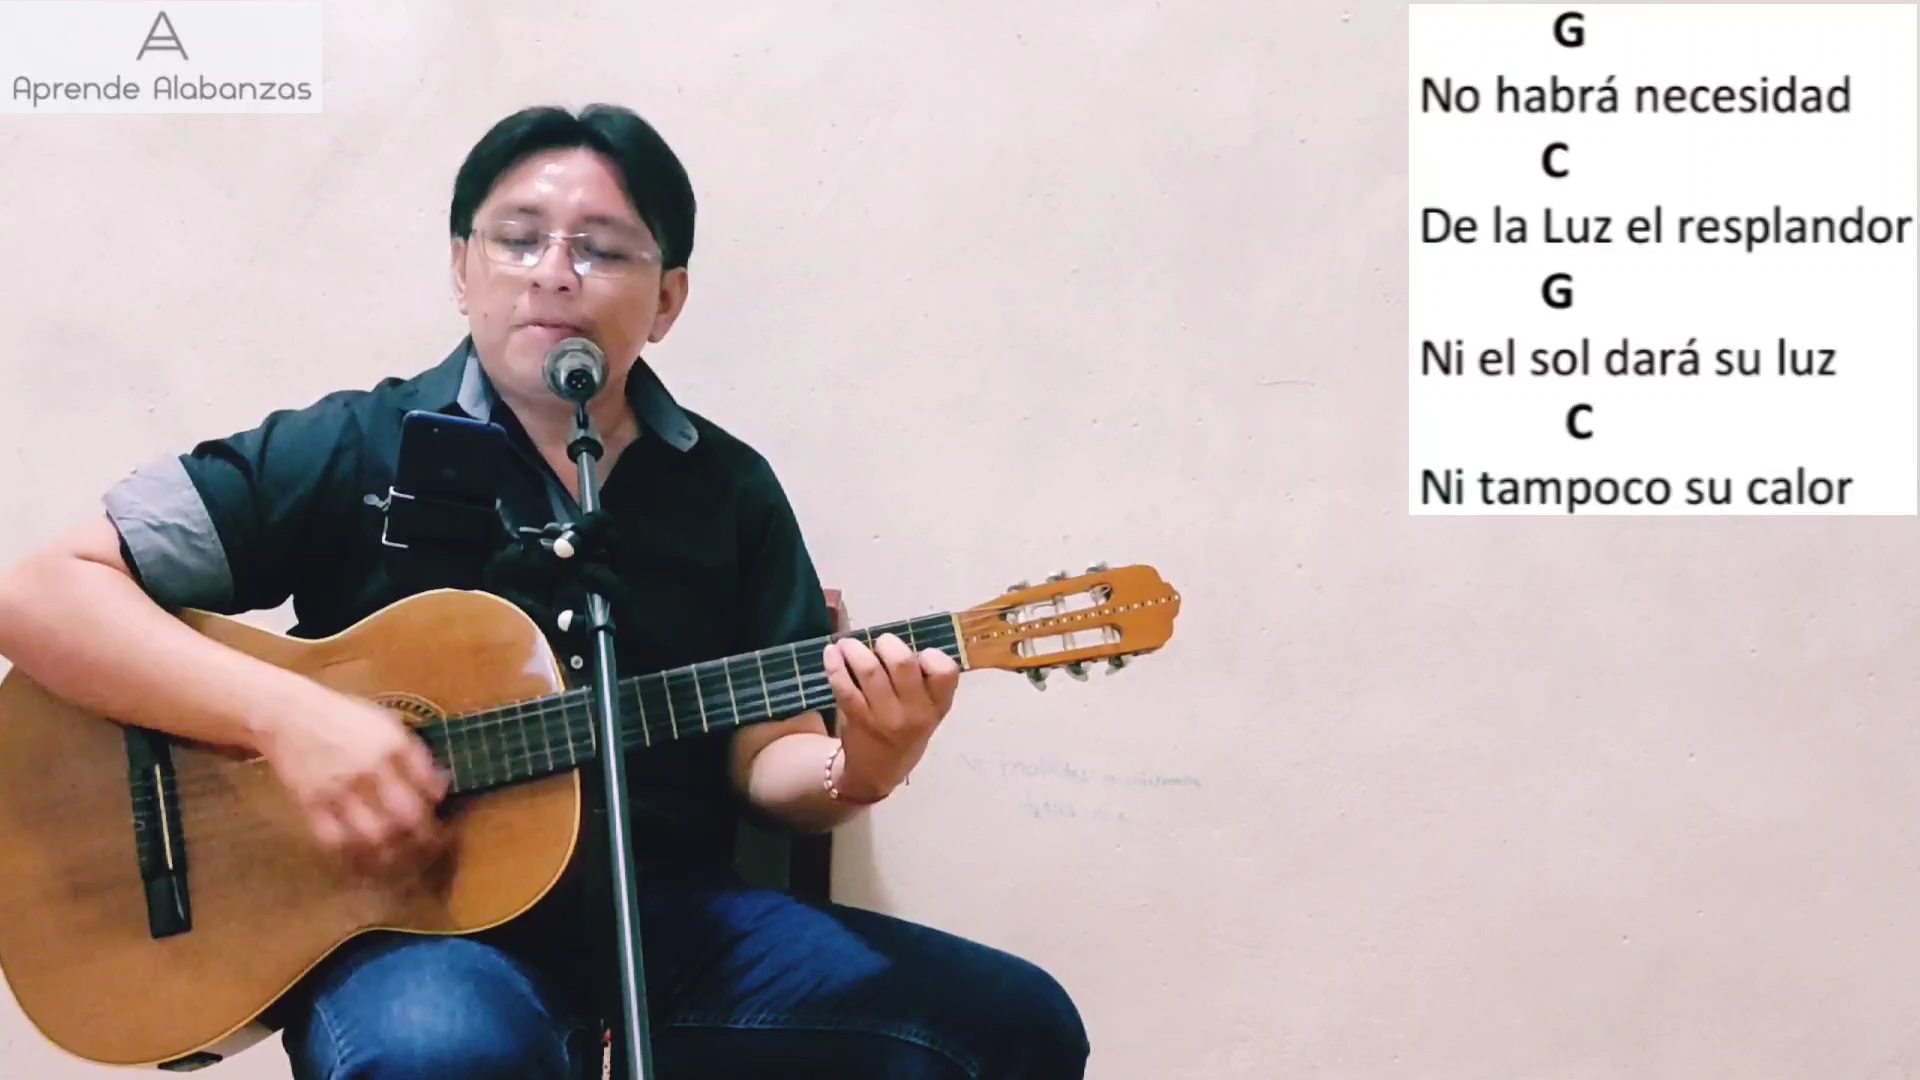 Aprende Alabanzas
G
No habrá necesidad
C
De la Luz el resplandor
G
Ni el sol dará su luz
C
Ni tampoco su calor